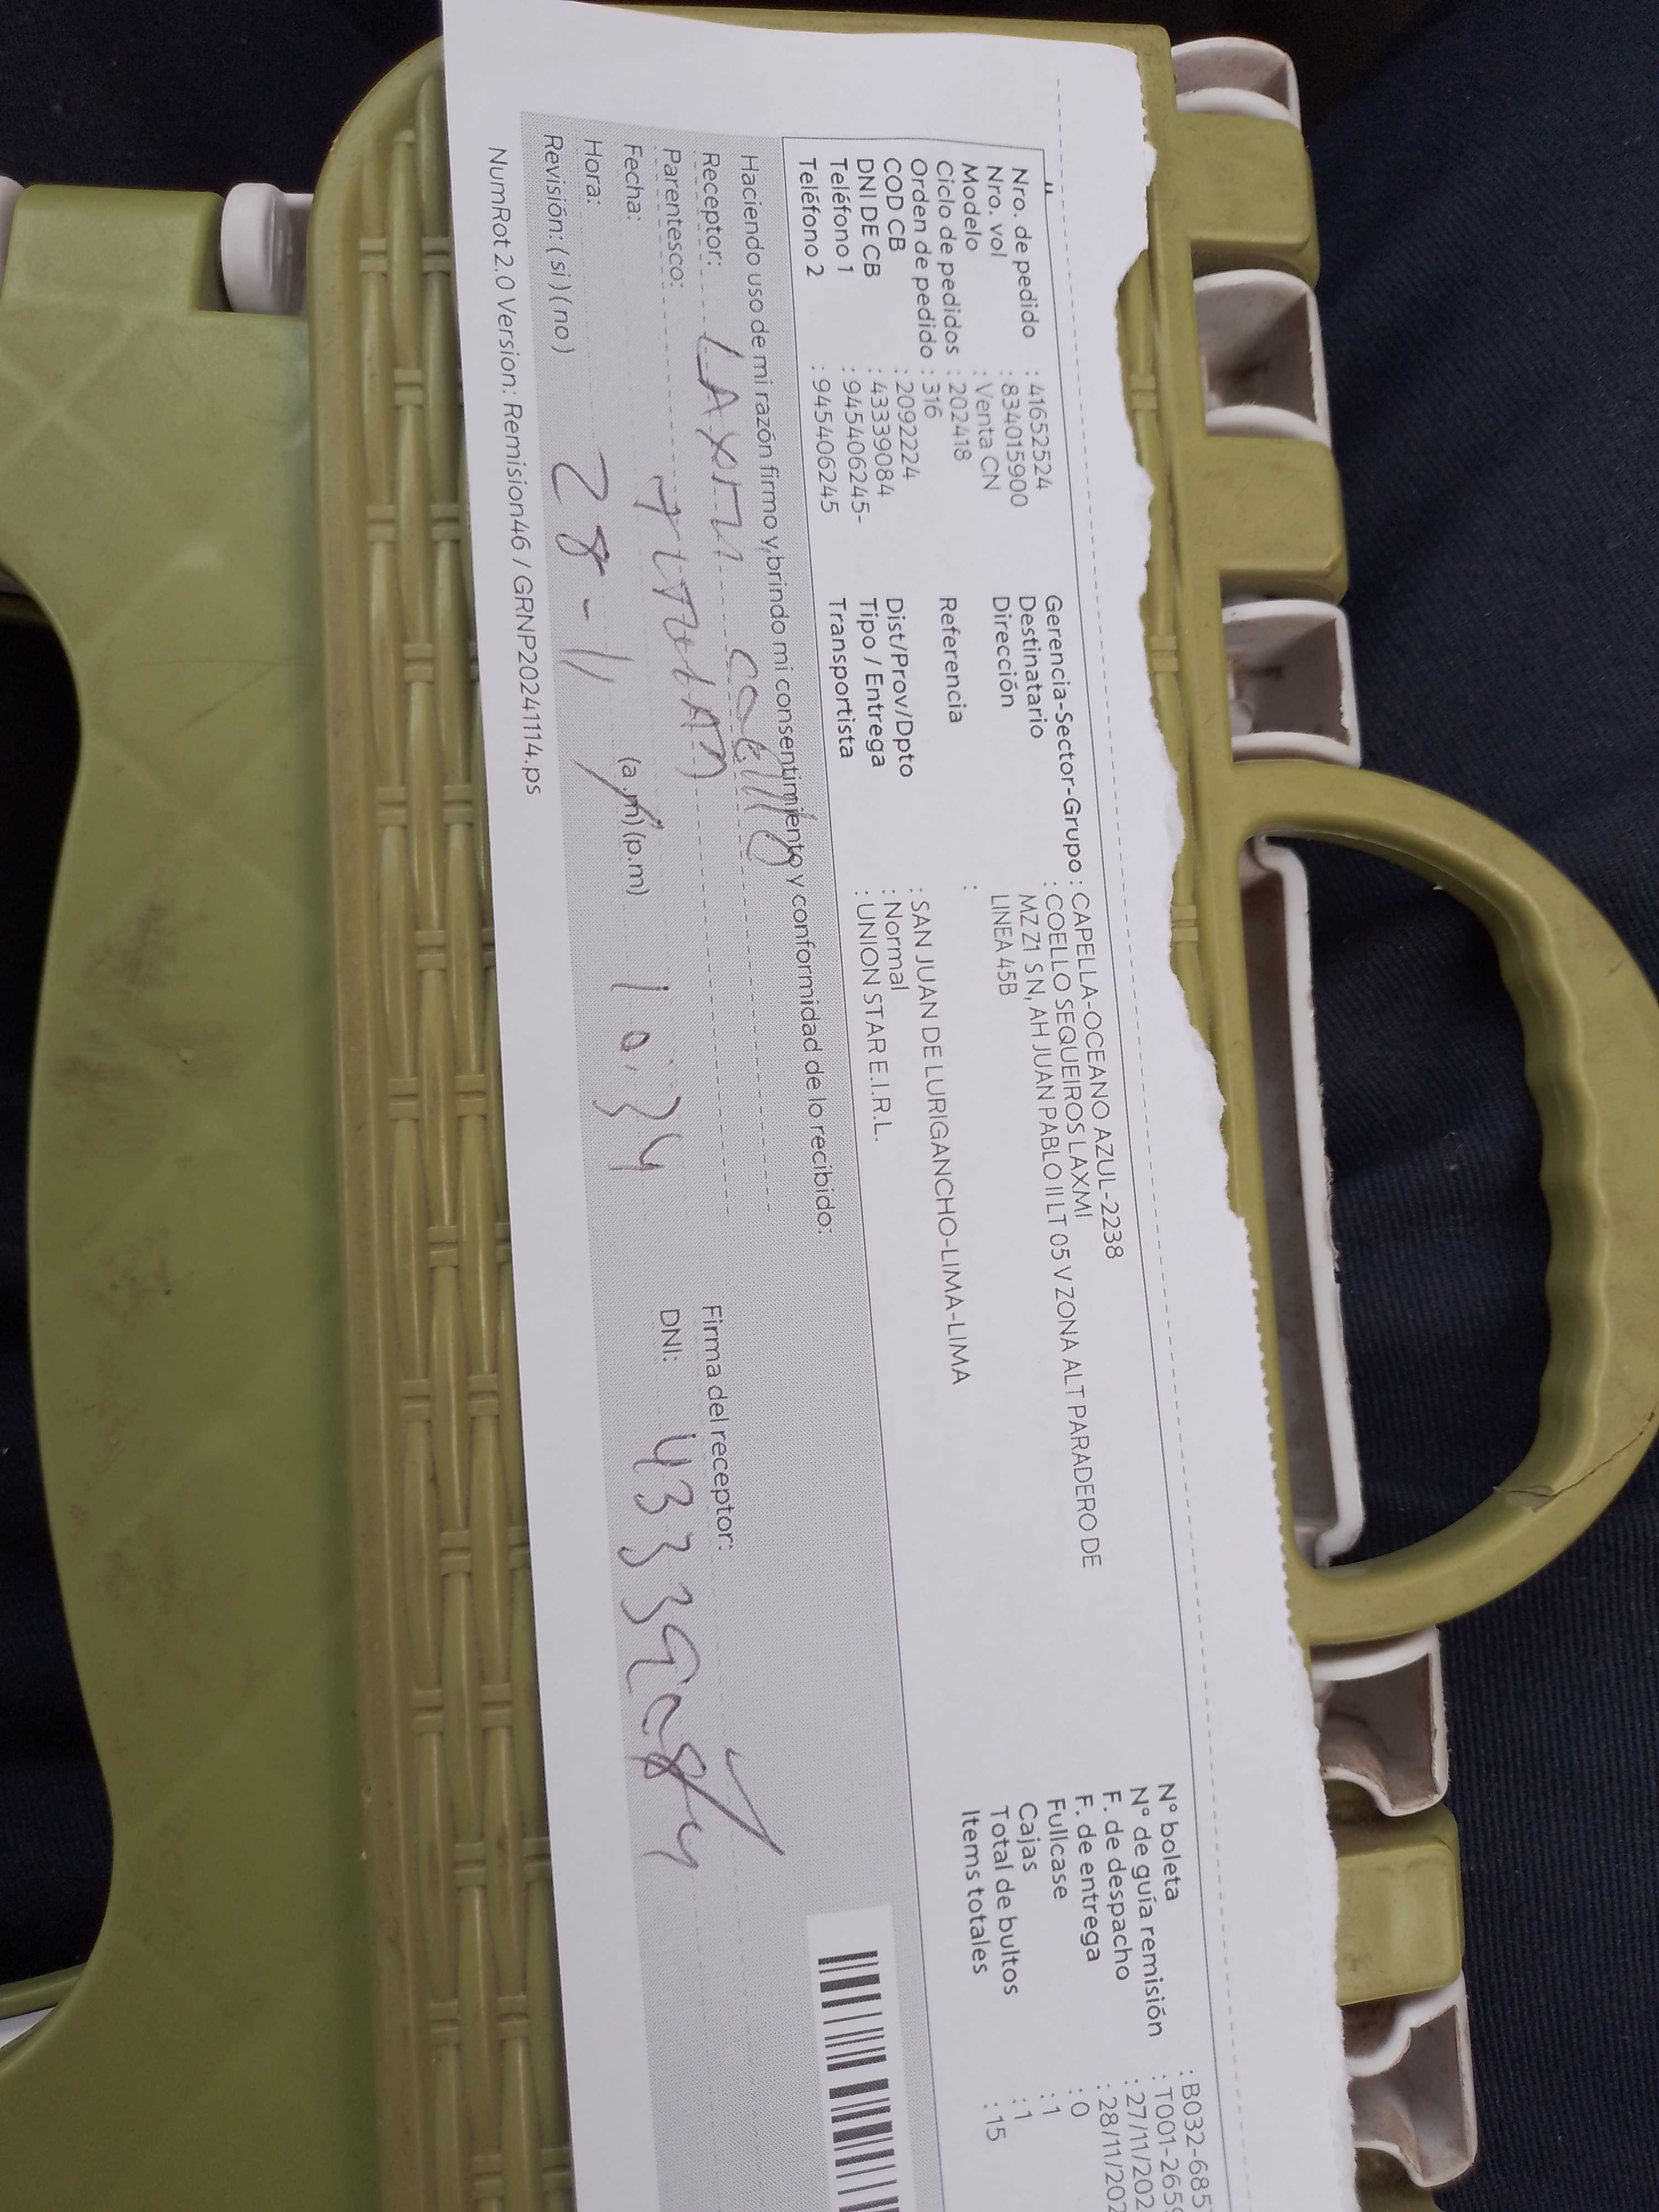 Nro. de pedido : 41652524
Nro. vol : 834015900
Modelo : Venta CN
Ciclo de pedidos : 202418
Orden de pedido : 316
COD CB : 2092224
DNI DE CB : 43339084
Teléfono 1 : 945406245-
Teléfono 2 : 945406245
Gerencia-Sector-Grupo : CAPELLA-OCEANO AZUL-2238
Destinatario : COELLO SEQUEIROS LAXMI
Dirección MZ Z1 S N, AH JUAN PABLO II LT 05 V ZONA ALT PARADERO DE
LINEA 45B
Referencia :
Dist/Prov/Dpto : SAN JUAN DE LURIGANCHO-LIMA-LIMA
Tipo / Entrega : Normal
Transportista : UNION STAR E.I.R.L.
N° boleta : B032-685
N° de guía remisión : T001-265
F. de despacho : 27/11/202
F. de entrega : 28/11/202
Fullcase : 0
Cajas : 1
Total de bultos : 1
Items totales : 15
Haciendo uso de mi razón firmo y brindo mi consentimiento y conformidad de lo recibido:
Receptor: LAxmi Coello
Firma del receptor:
Parentesco: titular
DNI: 43339084
Fecha: 28-11
Hora: (a.m)(p.m) 10:34
Revisión: (si) (no)
NumRot 2.0 Version: Remision46 / GRNP20241114.ps